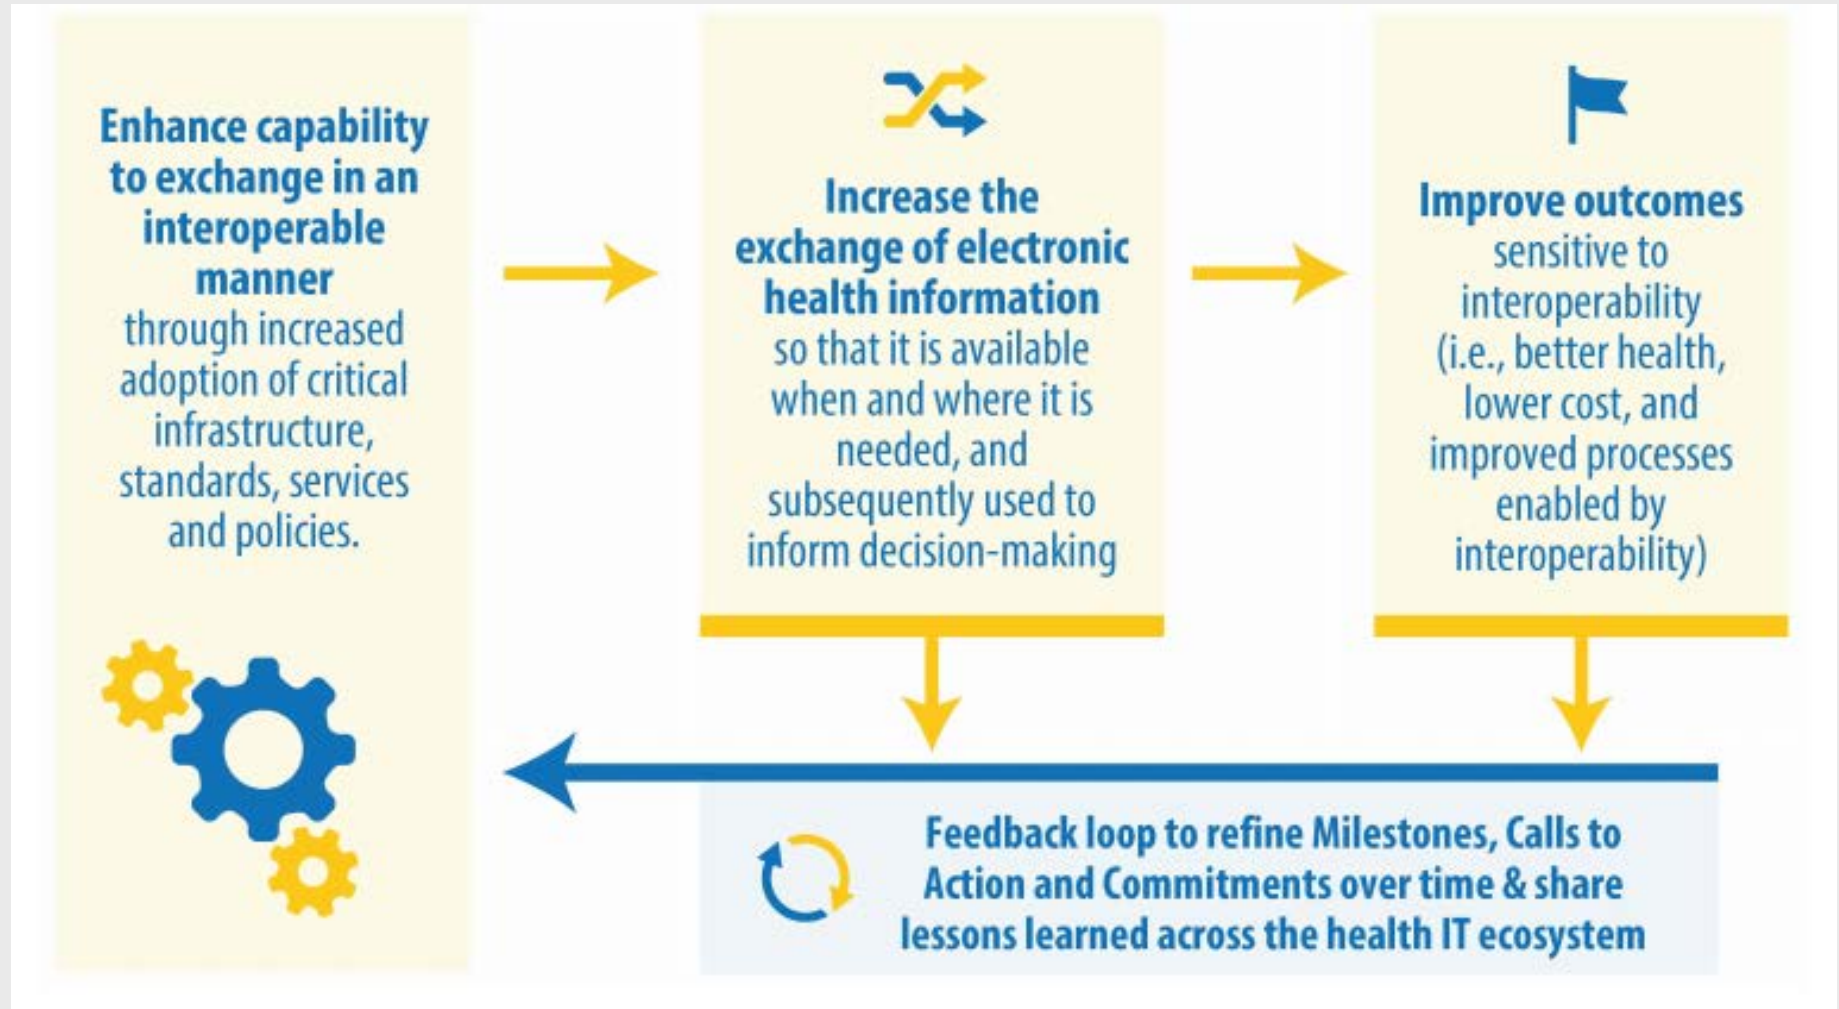 Enhance capability
to exchange in an
interoperable
manner
through increased
adoption of critical
infrastructure,
standards, services
and policies.
Increase the
exchange of electronic
health information
so that it is available
when and where it is
needed, and
subsequently used to
inform decision-making
Improve outcomes
sensitive to
interoperability
(i.e., better health,
lower cost, and
improved processes
enabled by
interoperability)
Feedback loop to refine Milestones, Calls to
Action and Commitments over time & share
lessons learned across the health IT ecosystem